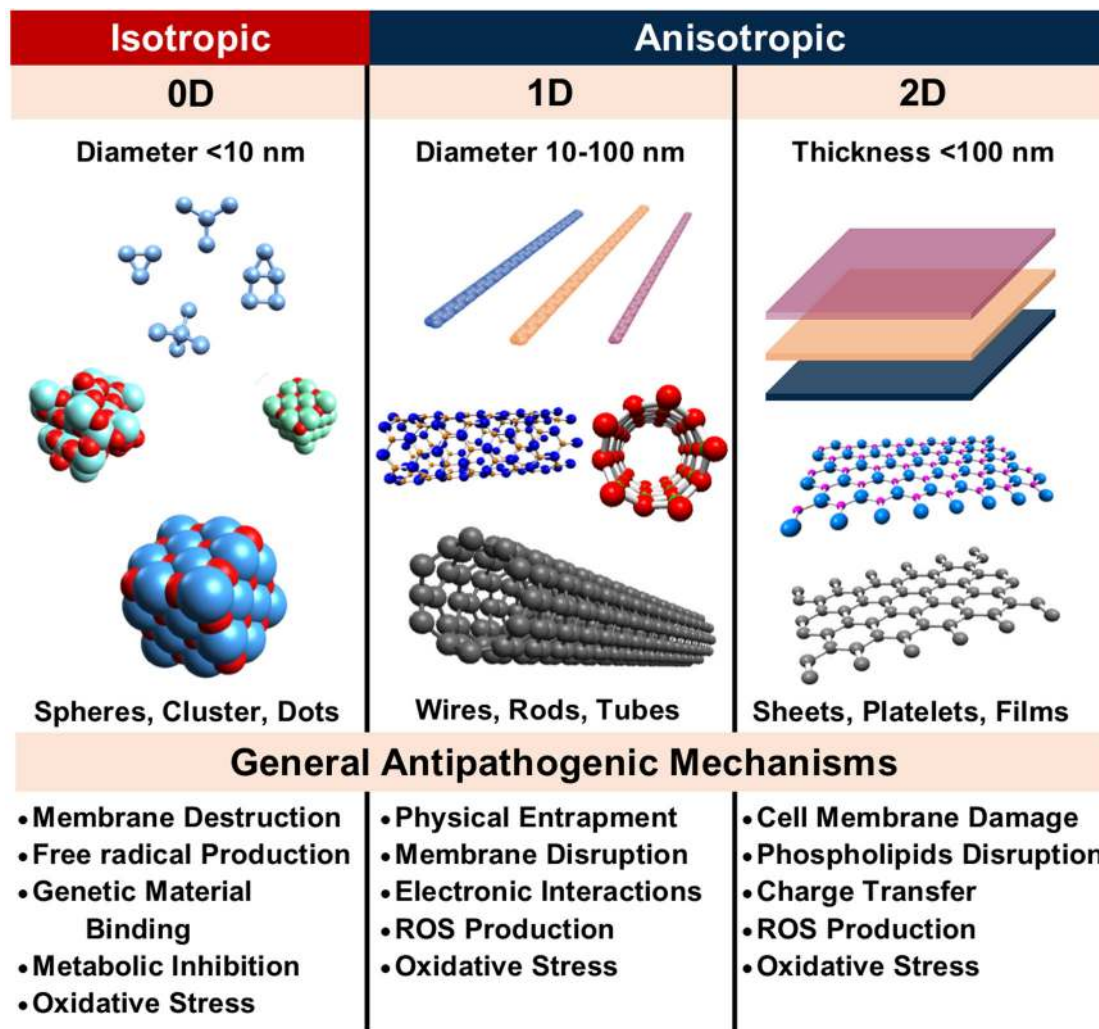 Isotropic
Anisotropic
0D
1D
2D
Diameter <10 nm
Diameter 10-100 nm
Thickness <100 nm
Spheres, Cluster, Dots
Wires, Rods, Tubes
Sheets, Platelets, Films
General Antipathogenic Mechanisms
•Membrane Destruction
•Free radical Production
•Genetic Material
Binding
•Metabolic Inhibition
•Oxidative Stress
•Physical Entrapment
•Membrane Disruption
•Electronic Interactions
•ROS Production
•Oxidative Stress
•Cell Membrane Damage
•Phospholipids Disruption
•Charge Transfer
•ROS Production
•Oxidative Stress